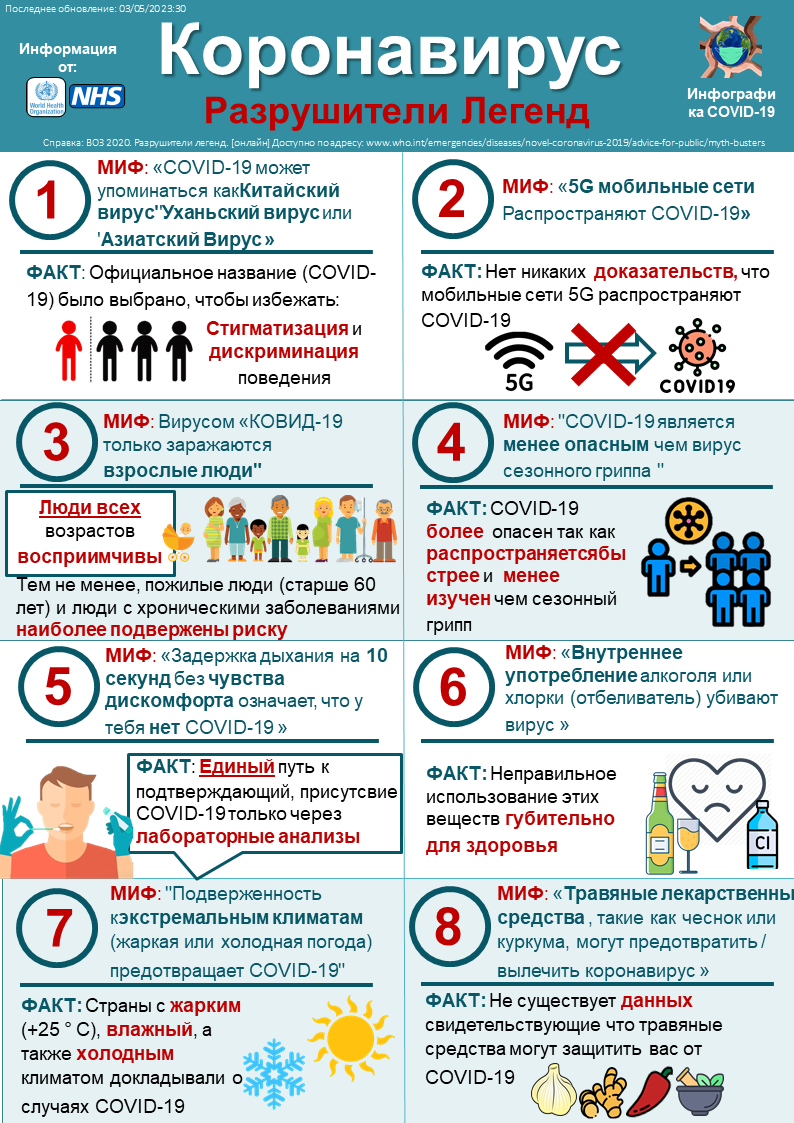 Последнее обновление: 03/05/2023:30
Информация
от:
World Health
Organization
NHS
Коронавирус
Разрушители Легенд
Инфографи
ка COVID-19
Справка: ВОЗ 2020. Разрушители легенд. [онлайн] Доступно по адресу: www.who.int/emergencies/diseases/novel-coronavirus-2019/advice-for-public/myth-busters
1
МИФ: «COVID-19 может
упоминаться какКитайский
вирус"Уханьский вирус или
'Азиатский Вирус »
ФАКТ: Официальное название (COVID-
19) было выбрано, чтобы избежать:
Стигматизация и
дискриминация
поведения
2
МИФ: «5G мобильные сети
Распространяют COVID-19»
ФАКТ: Нет никаких доказательств, что
мобильные сети 5G распространяют
COVID-19
5G
COVID19
3
МИФ: Вирусом «КОВИД-19
только заражаются
взрослые люди"
Люди всех
возрастов
восприимчивы
Тем не менее, пожилые люди (старше 60
лет) и люди с хроническими заболеваниями
наиболее подвержены риску
4
МИФ: "COVID-19 является
менее опасным чем вирус
сезонного гриппа "
ФАКТ: COVID-19
более опасен так как
распространяетсябы
стрее и менее
изучен чем сезонный
грипп
5
МИФ: «Задержка дыхания на 10
секунд без чувства
дискомфорта означает, что у
тебя нет COVID-19 »
ФАКТ: Единый путь к
подтверждающий, присутсвие
COVID-19 только через
лабораторные анализы
6
МИФ: «Внутреннее
употребление алкоголя или
хлорки (отбеливатель) убивают
вирус »
ФАКТ: Неправильное
использование этих
веществ губительно
для здоровья
Cl
7
МИФ: "Подверженность
кэкстремальным климатам
(жаркая или холодная погода)
предотвращает COVID-19"
ФАКТ: Страны с жарким
(+25 ° C), влажный, а
также холодным
климатом докладывали о
случаях COVID-19
8
МИФ: «Травяные лекарственны
средства , такие как чеснок или
куркума, могут предотвратить /
вылечить коронавирус »
ФАКТ: Не существует данных
свидетельствующие что травяные
средства могут защитить вас от
COVID-19